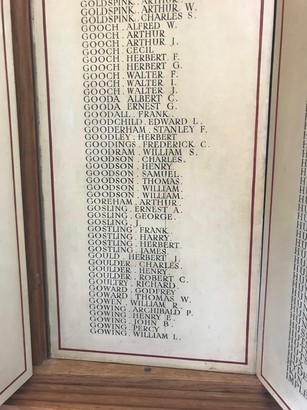 GOLDSPINK . ARTHUR
GOLDSPINK . ARTHUR W.
GOLDSPINK . CHARLES S.
GOOCH . ALFRED W.
GOOCH . ARTHUR
GOOCH . ARTHUR J.
GOOCH . CECIL
GOOCH . HERBERT F.
GOOCH . HERBERT G.
GOOCH . WALTER F.
GOOCH . WALTER I.
GOOCH . WALTER J.
GOODA ALBERT C.
GOODA ERNEST G.
GOODALL . FRANK .
GOODCHILD . EDWARD L.
GOODERHAM . STANLEY F.
GOODLEY . HERBERT
GOODINGS . FREDERICK C.
GOODRAM . WILLIAM S.
GOODSON . CHARLES .
GOODSON . HENRY
GOODSON . SAMUEL
GOODSON . THOMAS
GOODSON . WILLIAM .
GOODSON . WILLIAM .
GOREHAM . ARTHUR .
GOSLING . ERNEST A.
GOSLING . GEORGE .
GOSLING . J.
GOSTLING . FRANK .
GOSTLING . HARRY
GOSTLING . HERBERT
GOSTLING . JAMES
GOULD . HERBERT J.
GOULDER . CHARLES .
GOULDER . HENRY .
GOULDER . ROBERT C.
GOULTRY . RICHARD .
GOWARD . GODFREY
GOWARD . THOMAS W.
GOWEN . WILLIAM R.
GOWING . ARCHIBALD P.
GOWING . HENRY E.
GOWING . JOHN B.
GOWING . PERCY
GOWING . WILLIAM L.